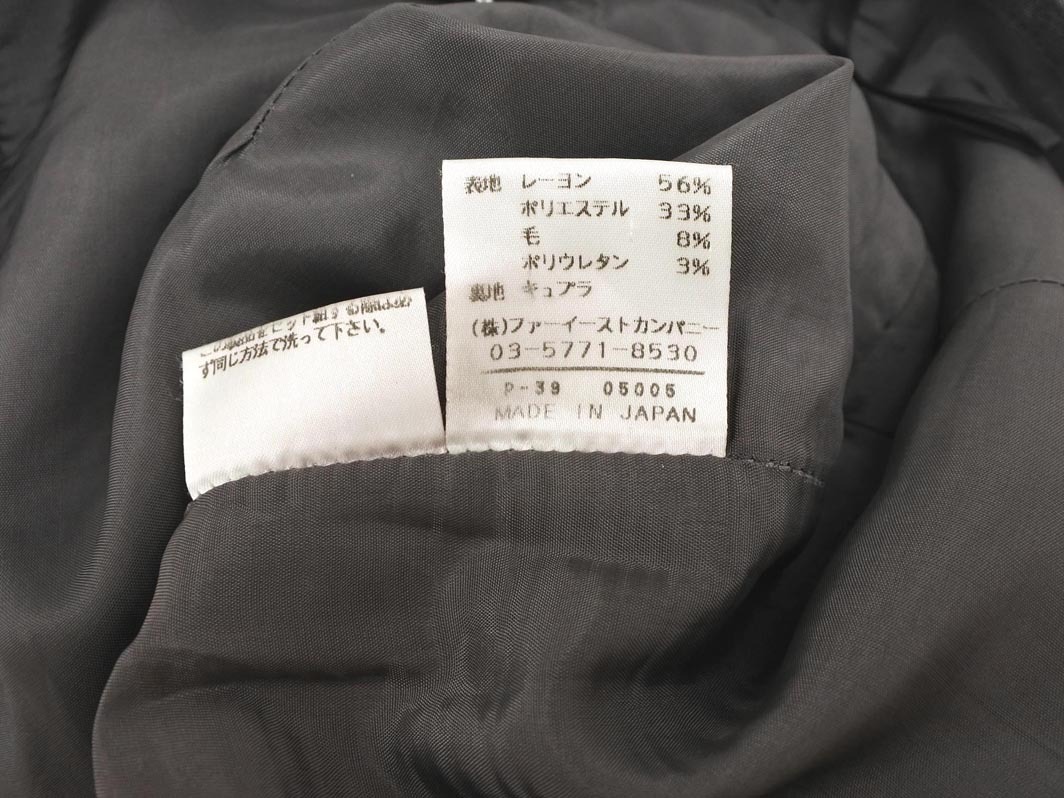 表地 レーヨン 56%
ポリエステル 33%
毛 8%
ポリウレタン 3%
裏地 キュプラ
(株)ファーイーストカンパニー
03-5771-8530
P-39 05005
MADE IN JAPAN
ず同じ方法で洗って下さい。